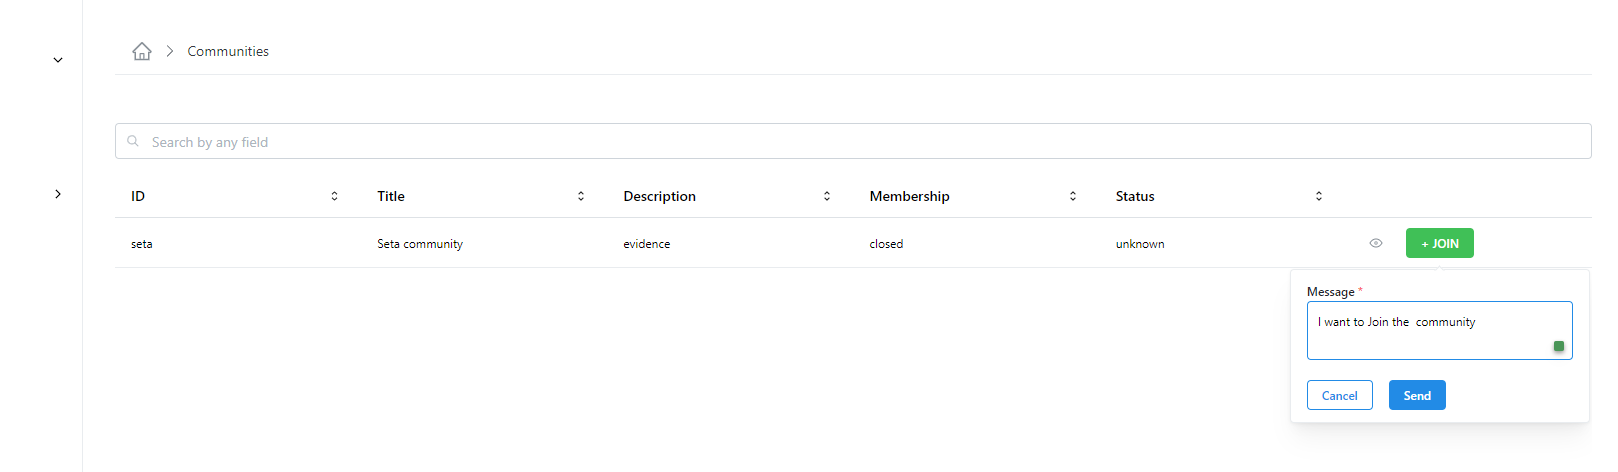 Communities
Search by any field
ID Title Description Membership Status
seta Seta community evidence closed unknown + JOIN
Message *
I want to Join the  community
Cancel Send